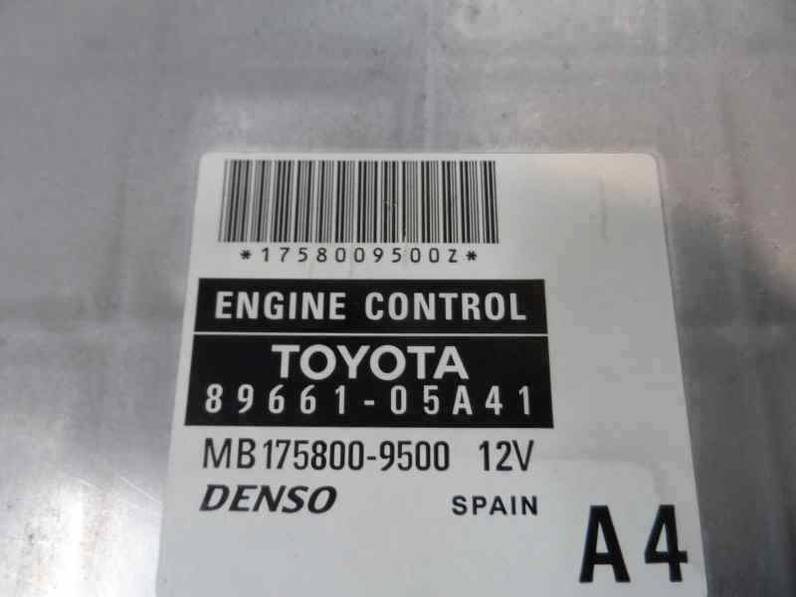 *1758009500Z*
ENGINE CONTROL
TOYOTA
89661-05A41
MB175800-9500 12V
DENSO SPAIN
A4